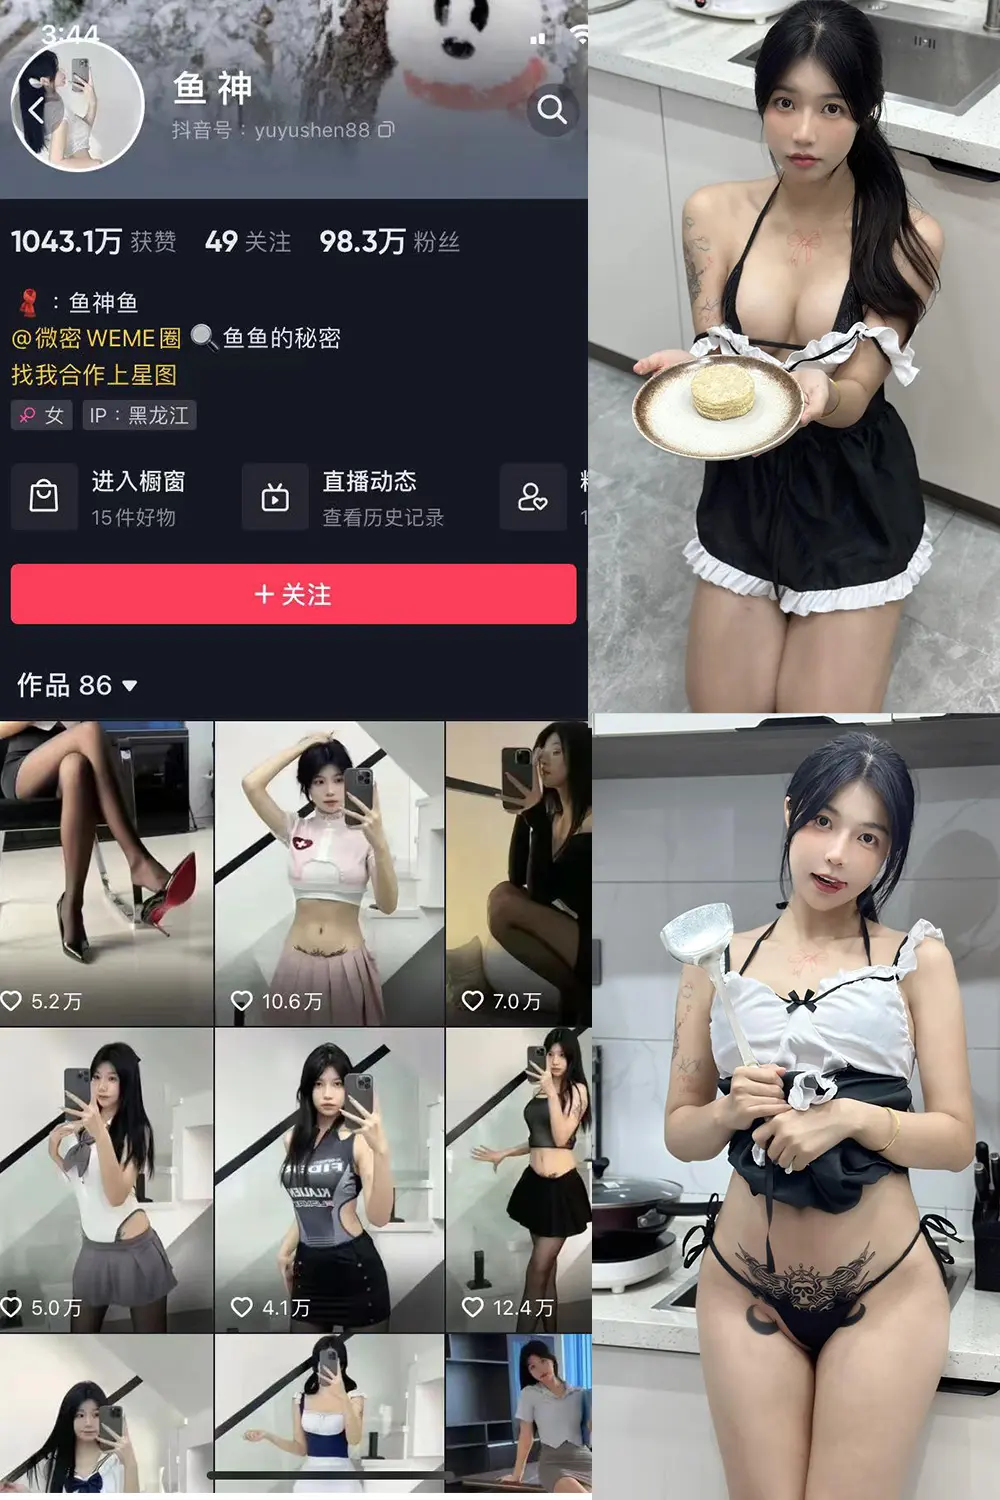 3:44
鱼神
抖音号：yuyushen88
1043.1万 获赞 49 关注 98.3万 粉丝
：鱼神鱼
@微密WEME圈 鱼鱼的秘密
找我合作上星图
女 IP：黑龙江
进入橱窗
15件好物
直播动态
查看历史记录
+ 关注
作品 86
5.2万
10.6万
7.0万
5.0万
4.1万
12.4万